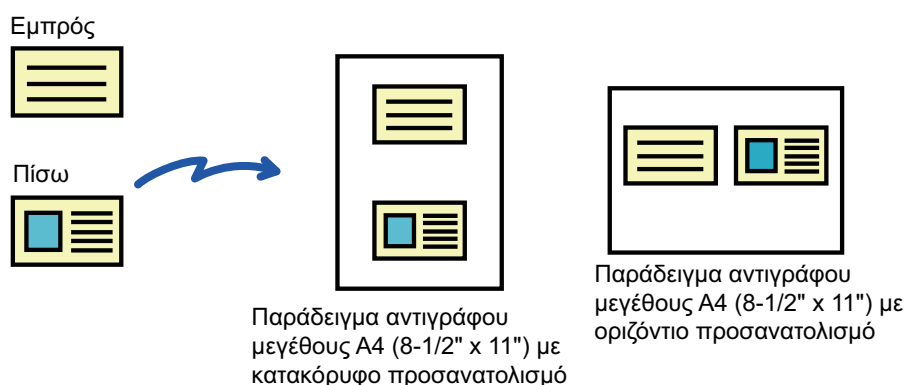 Εμπρός
Πίσω
Παράδειγμα αντιγράφου
μεγέθους A4 (8-1/2" x 11") με
κατακόρυφο προσανατολισμό
Παράδειγμα αντιγράφου
μεγέθους A4 (8-1/2" x 11") με
οριζόντιο προσανατολισμό